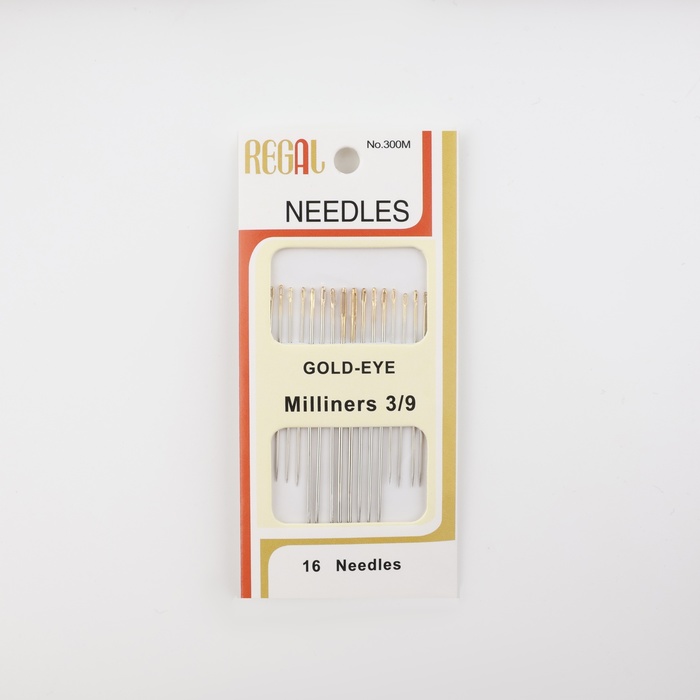 REGAL
No.300M
NEEDLES
GOLD-EYE
Milliners 3/9
16 Needles